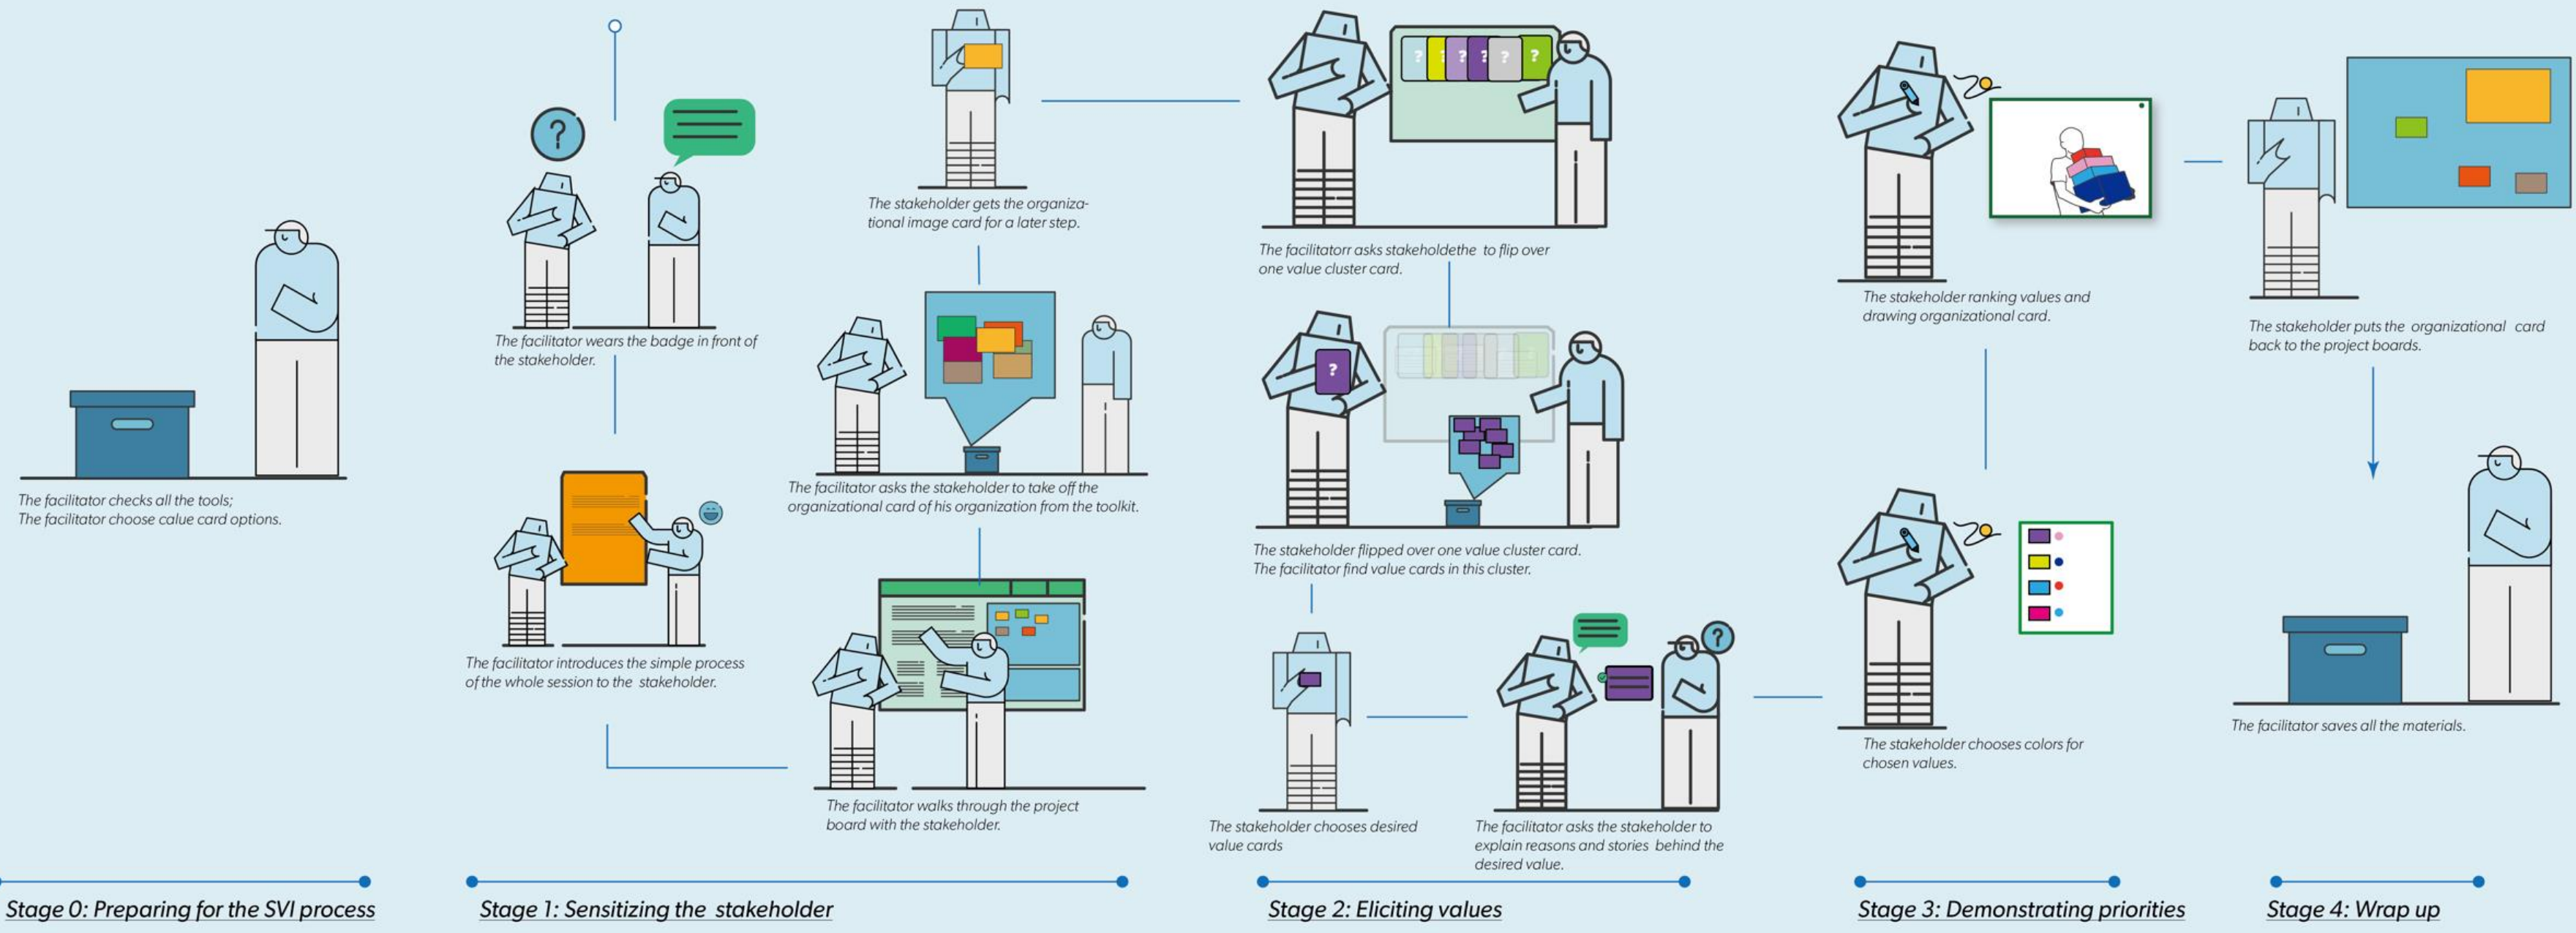 The facilitator checks all the tools;
The facilitator choose calue card options.
Stage 0: Preparing for the SVI process
?
The facilitator wears the badge in front of
the stakeholder.
The facilitator introduces the simple process
of the whole session to the stakeholder.
The facilitator walks through the project
board with the stakeholder.
The facilitator asks the stakeholder to take off the
organizational card of his organization from the toolkit.
The stakeholder gets the organiza-
tional image card for a later step.
Stage 1: Sensitizing the stakeholder
? ? ? ? ? ?
The facilitatorr asks stakeholdethe to flip over
one value cluster card.
?
The stakeholder flipped over one value cluster card.
The facilitator find value cards in this cluster.
The stakeholder chooses desired
value cards
?
The facilitator asks the stakeholder to
explain reasons and stories behind the
desired value.
Stage 2: Eliciting values
The stakeholder chooses colors for
chosen values.
The stakeholder ranking values and
drawing organizational card.
Stage 3: Demonstrating priorities
The stakeholder puts the organizational card
back to the project boards.
The facilitator saves all the materials.
Stage 4: Wrap up